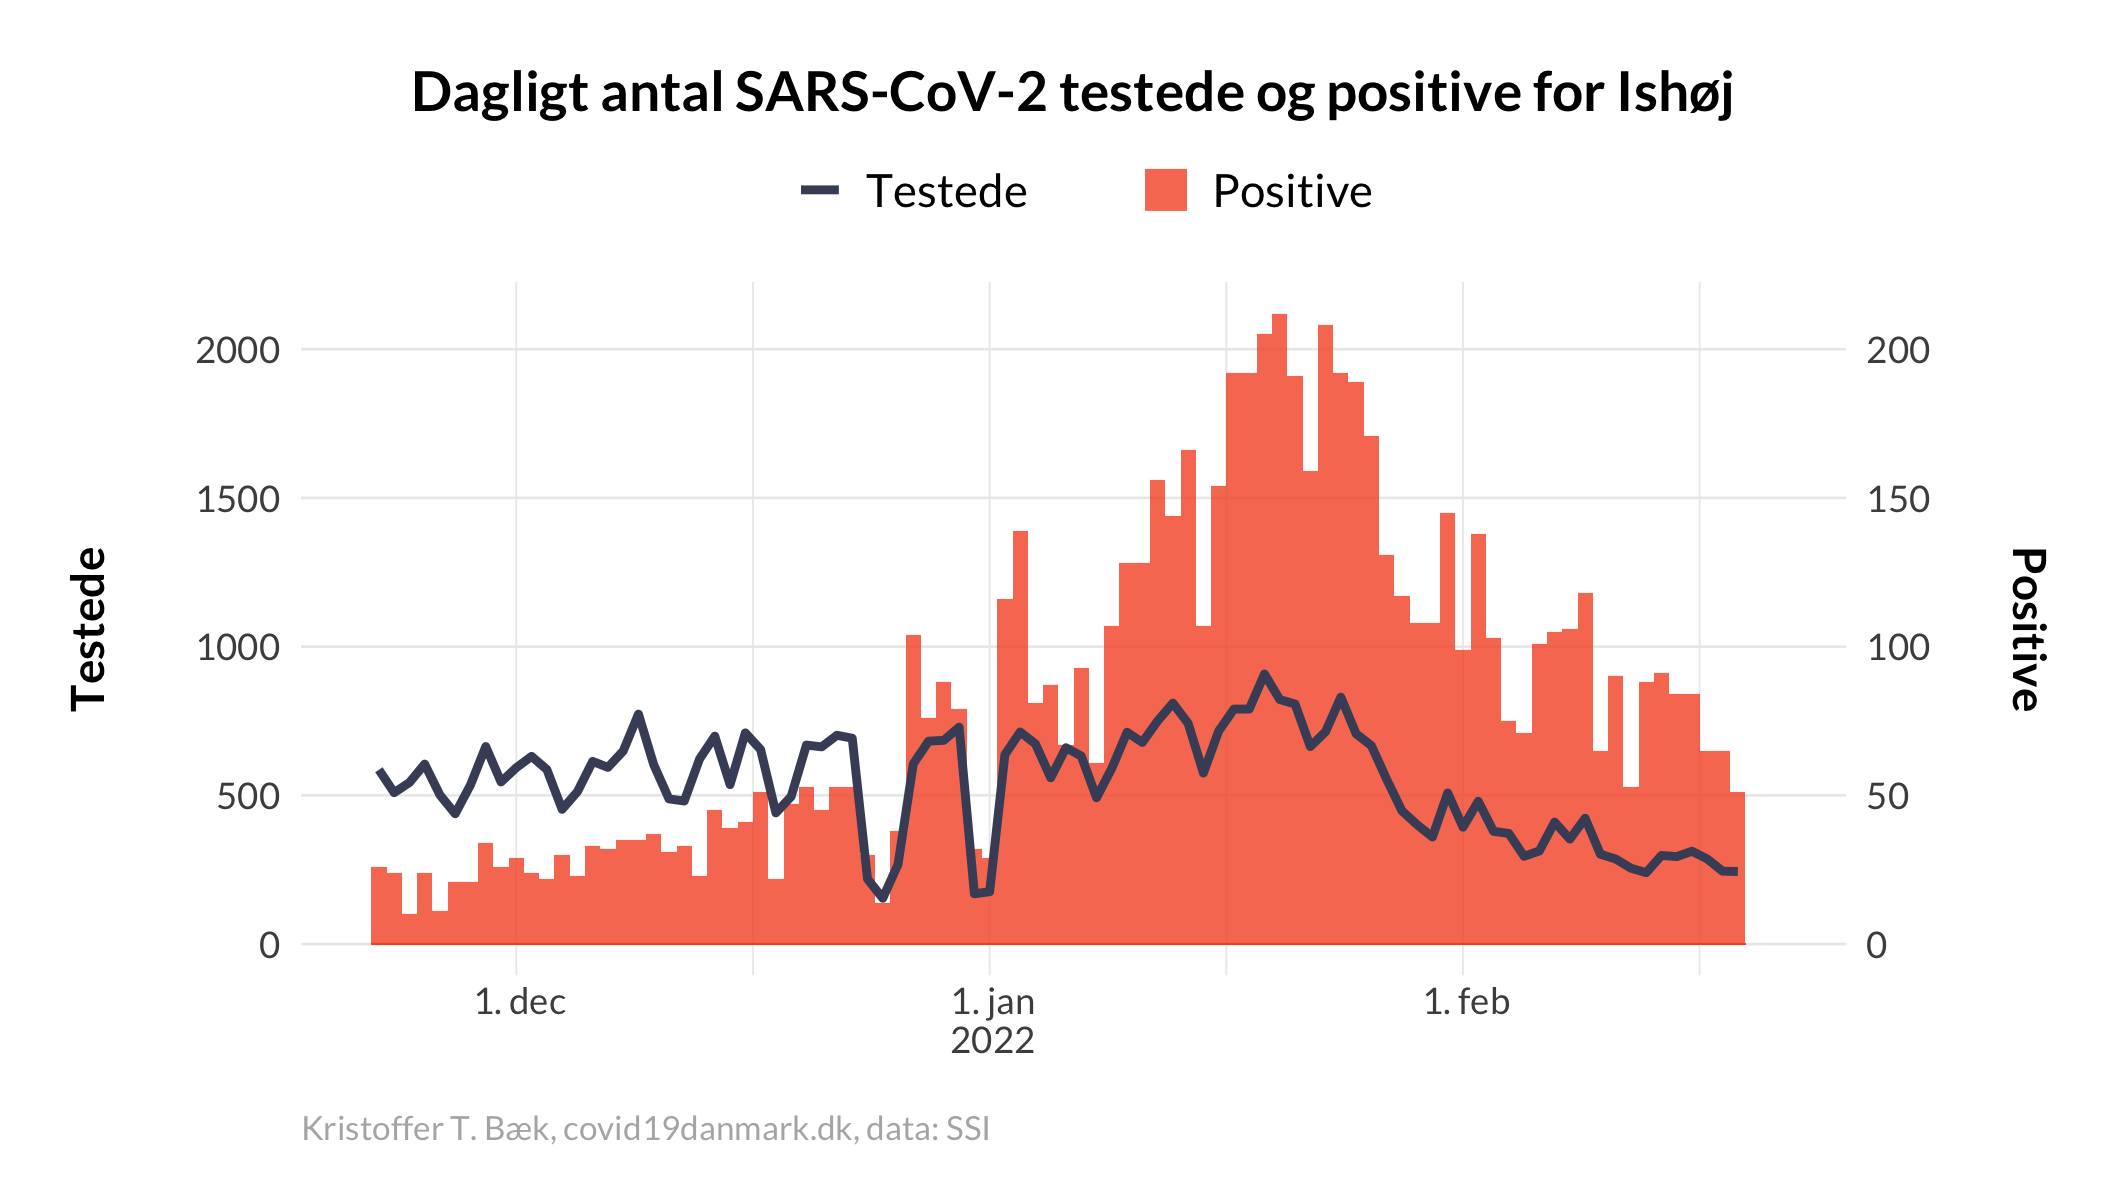 Dagligt antal SARS-CoV-2 testede og positive for Ishøj
Testede
Positive
Testede
2000
1500
1000
500
0
200
150
100
50
0
Positive
1. dec
1. jan
2022
1. feb
Kristoffer T. Bæk, covid19danmark.dk, data: SSI